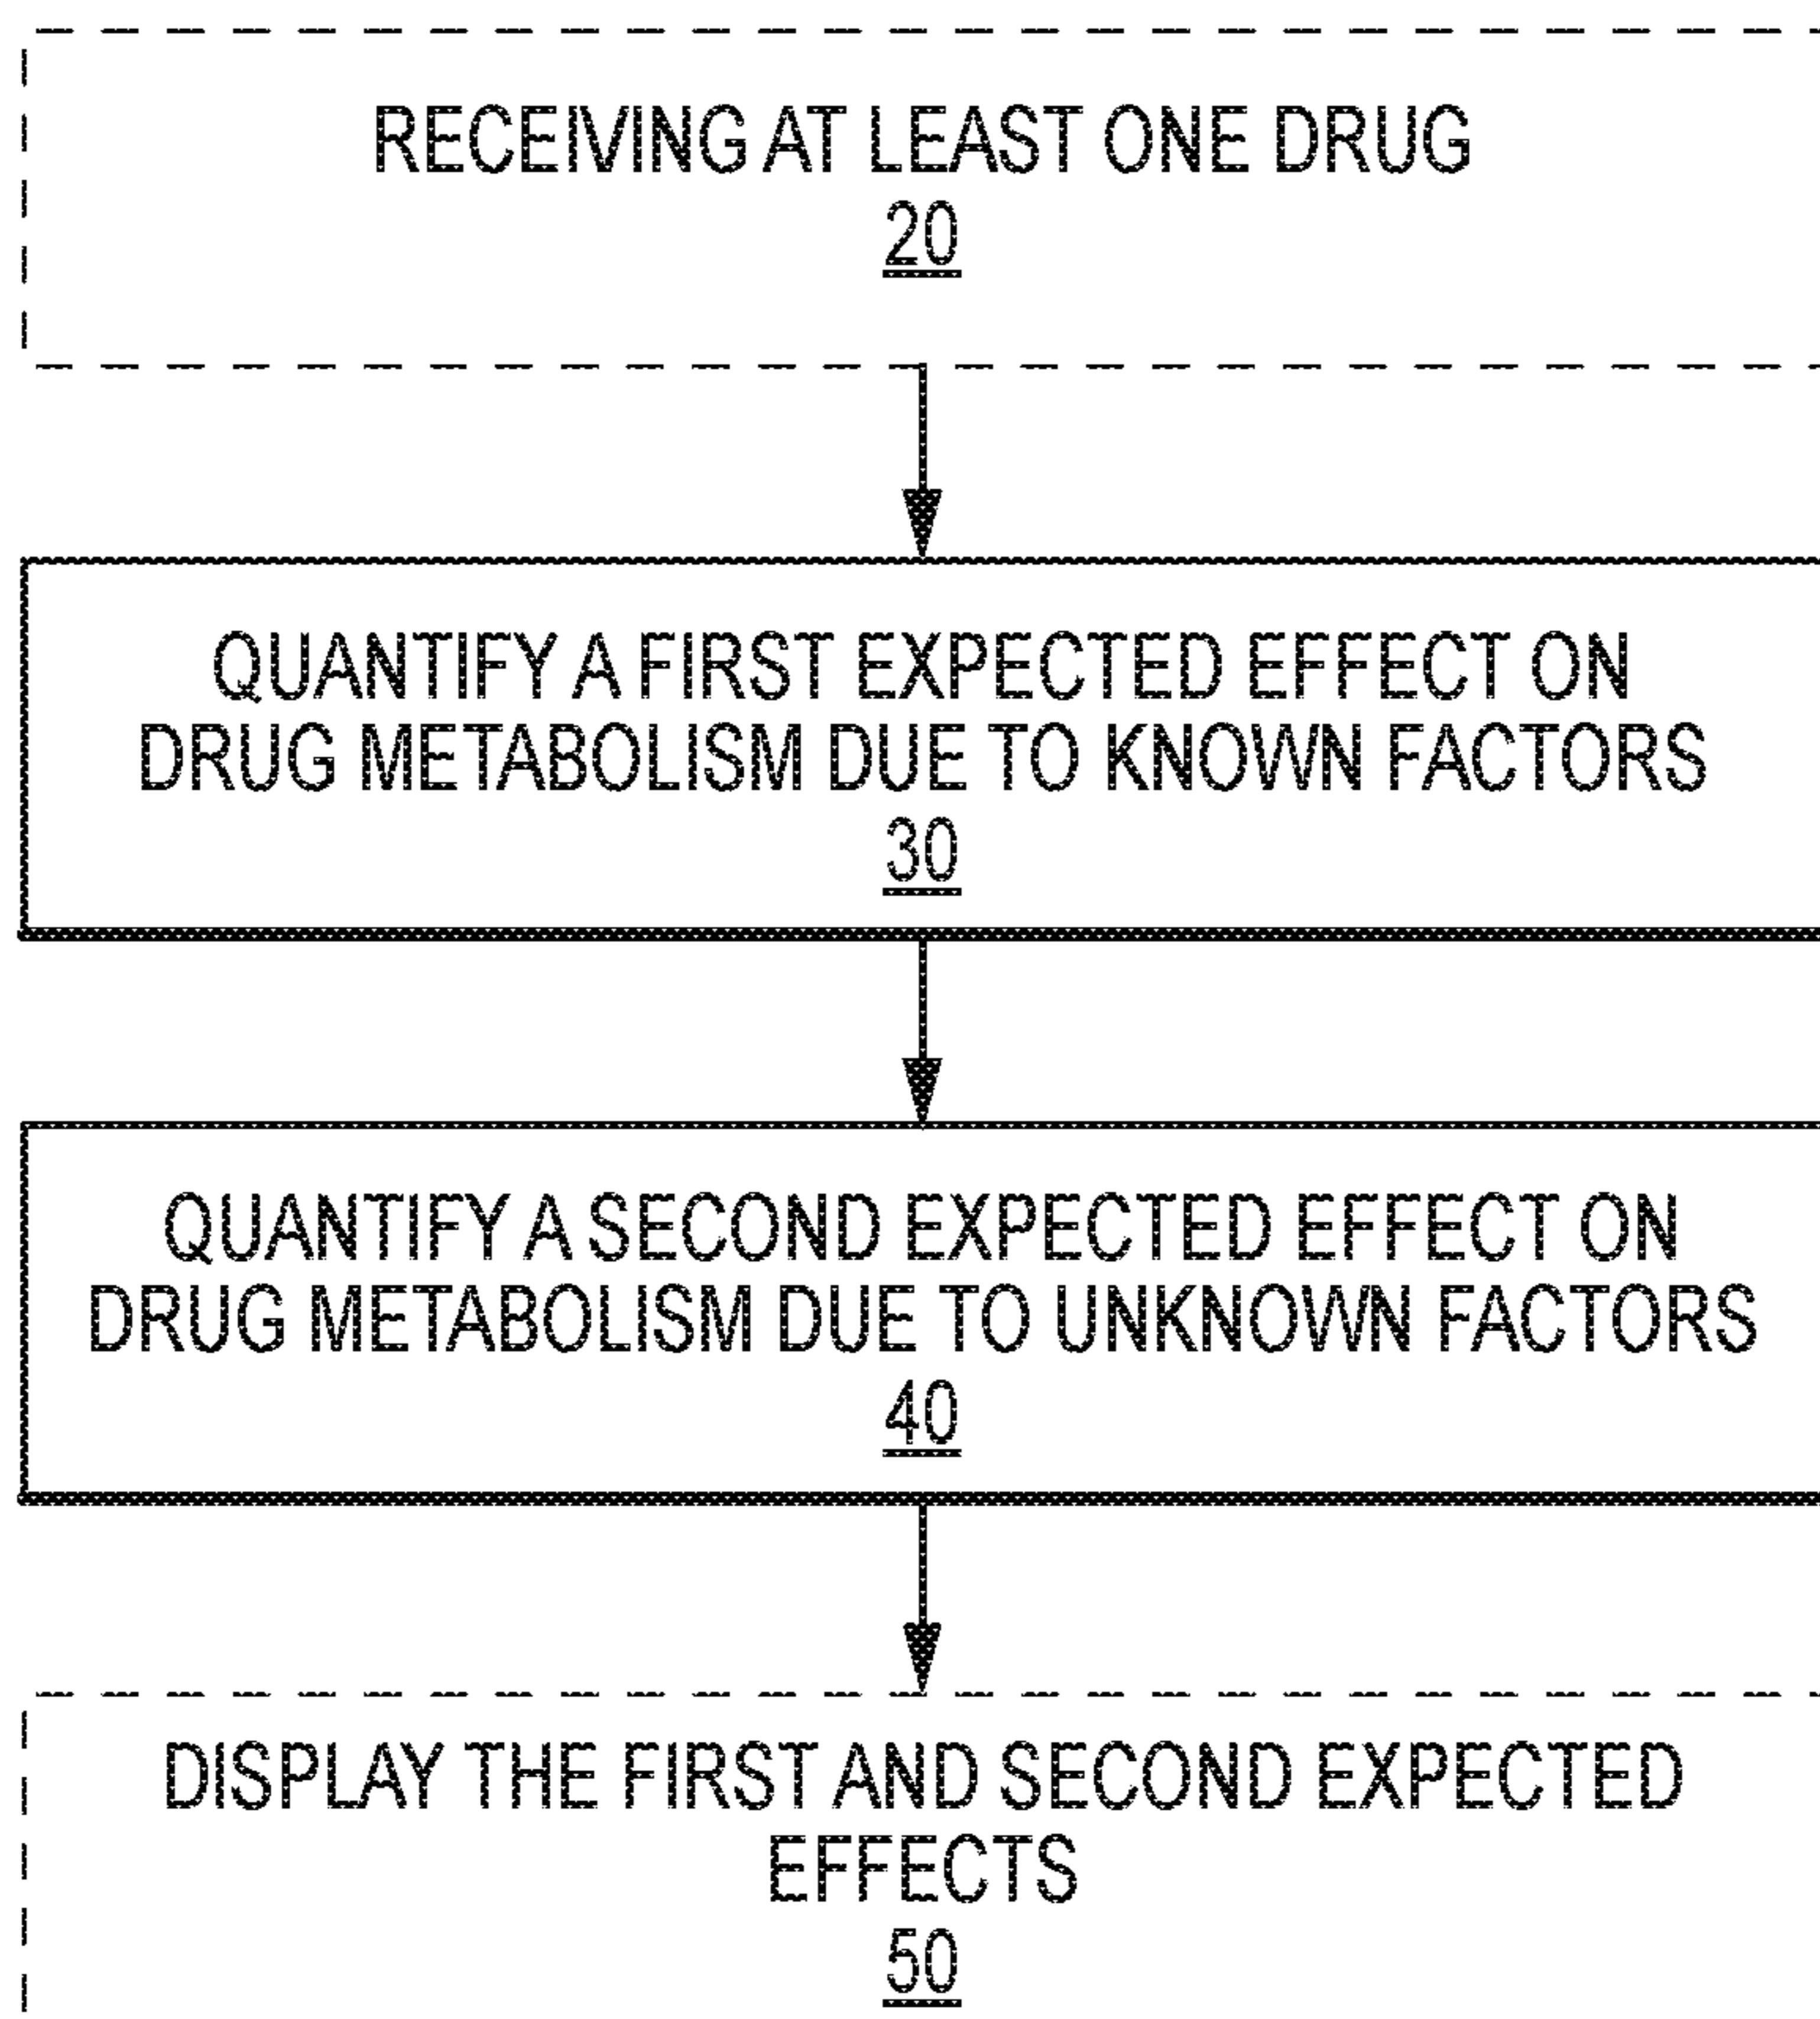 RECEIVING AT LEAST ONE DRUG
20
QUANTIFY A FIRST EXPECTED EFFECT ON
DRUG METABOLISM DUE TO KNOWN FACTORS
30
QUANTIFY A SECOND EXPECTED EFFECT ON
DRUG METABOLISM DUE TO UNKNOWN FACTORS
40
DISPLAY THE FIRST AND SECOND EXPECTED
EFFECTS
50